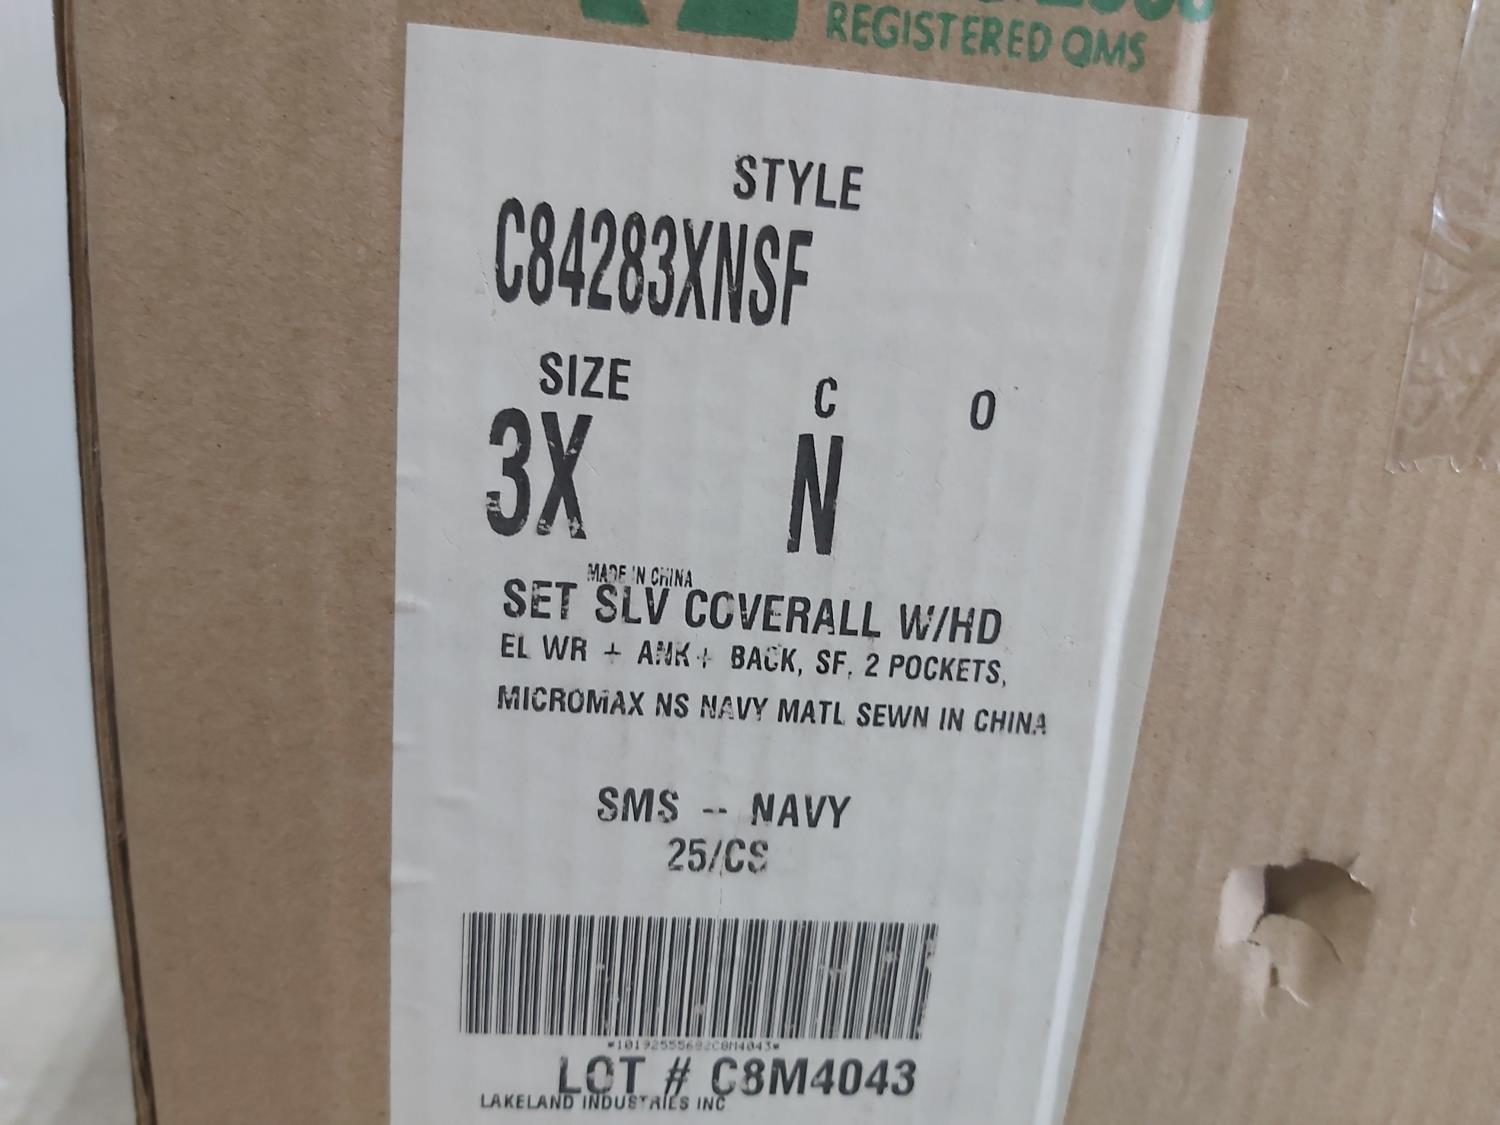 REGISTERED QMS
STYLE
C84283XNSF
SIZE C O
3X N
MADE IN CHINA
SET SLV COVERALL W/HD
EL WR + ANK + BACK, SF, 2 POCKETS,
MICROMAX NS NAVY MATL SEWN IN CHINA
SMS -- NAVY
25/CS
LOT # C8M4043
LAKELAND INDUSTRIES INC